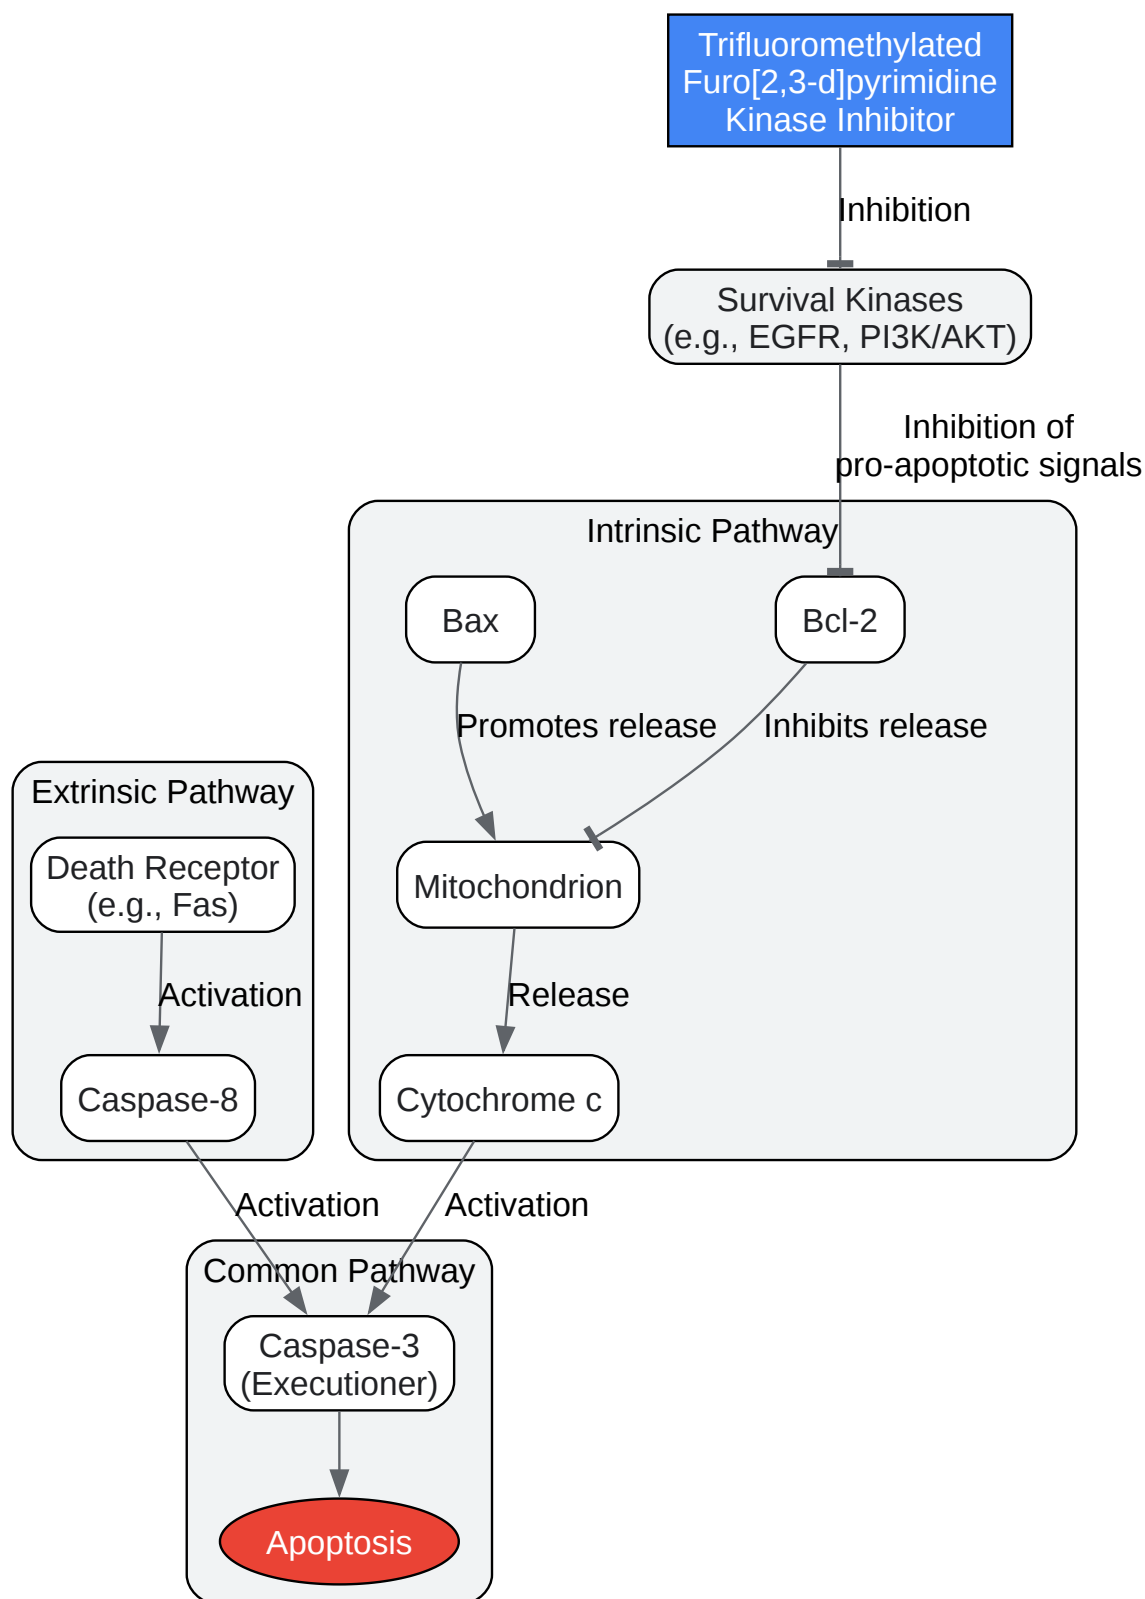 Trifluoromethylated
Furo[2,3-d]pyrimidine
Kinase Inhibitor
Inhibition
Survival Kinases
(e.g., EGFR, PI3K/AKT)
Inhibition of
pro-apoptotic signals
Intrinsic Pathway
Bax
Bcl-2
Promotes release
Inhibits release
Extrinsic Pathway
Death Receptor
(e.g., Fas)
Mitochondrion
Activation
Release
Caspase-8
Cytochrome c
Activation
Activation
Common Pathway
Caspase-3
(Executioner)
Apoptosis